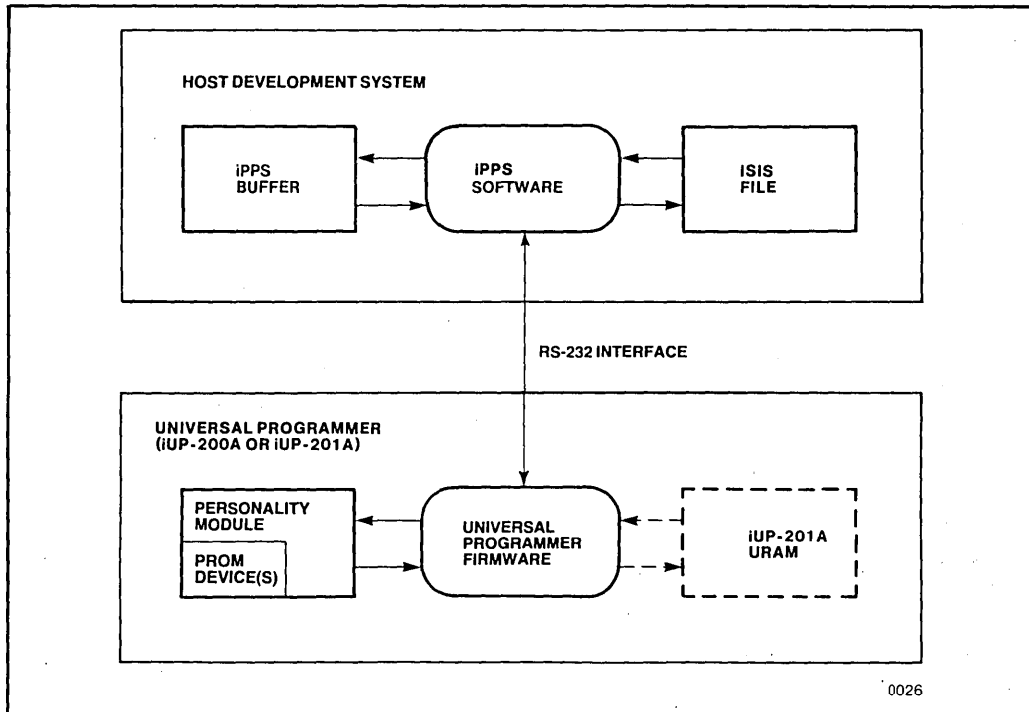 HOST DEVELOPMENT SYSTEM
iPPS
BUFFER
iPPS
SOFTWARE
ISIS
FILE
RS-232 INTERFACE
UNIVERSAL PROGRAMMER
(iUP-200A OR iUP-201A)
PERSONALITY
MODULE
PROM
DEVICE(S)
UNIVERSAL
PROGRAMMER
FIRMWARE
iUP-201A
URAM
0026